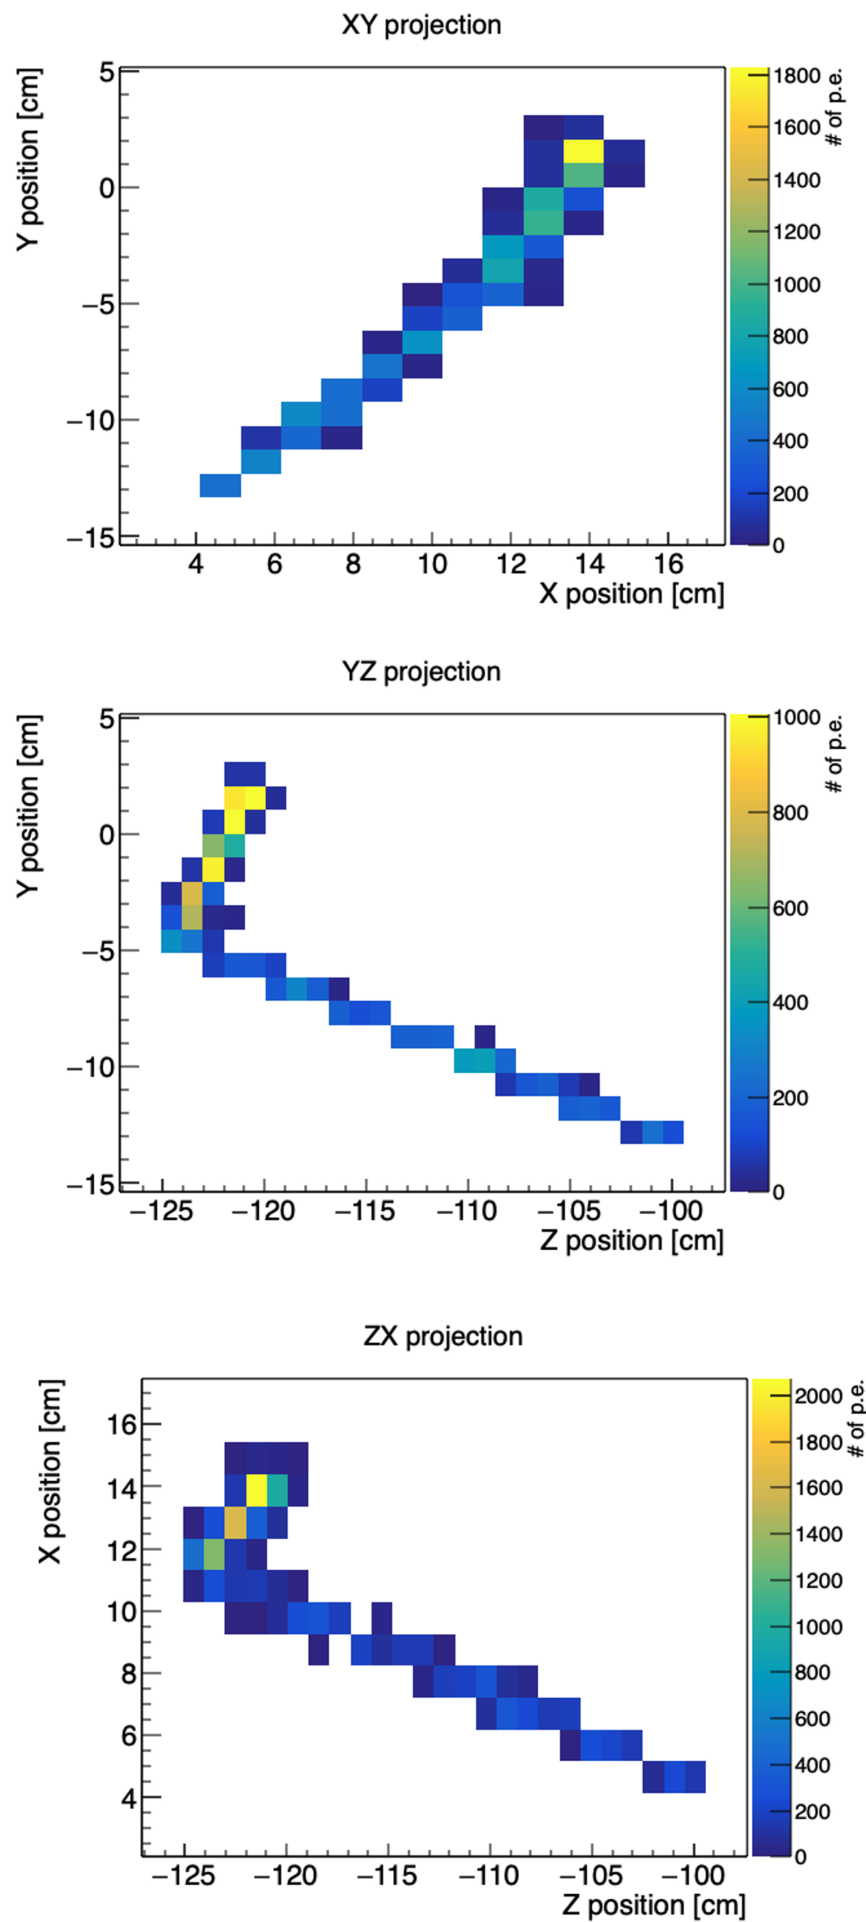 XY projection
Y position [cm]
5
0
−5
−10
−15
4 6 8 10 12 14 16
X position [cm]
1800
1600
1400
1200
1000
800
600
400
200
0
# of p.e.
YZ projection
Y position [cm]
5
0
−5
−10
−15
−125 −120 −115 −110 −105 −100
Z position [cm]
1000
800
600
400
200
0
# of p.e.
ZX projection
X position [cm]
16
14
12
10
8
6
4
−125 −120 −115 −110 −105 −100
Z position [cm]
2000
1800
1600
1400
1200
1000
800
600
400
200
0
# of p.e.